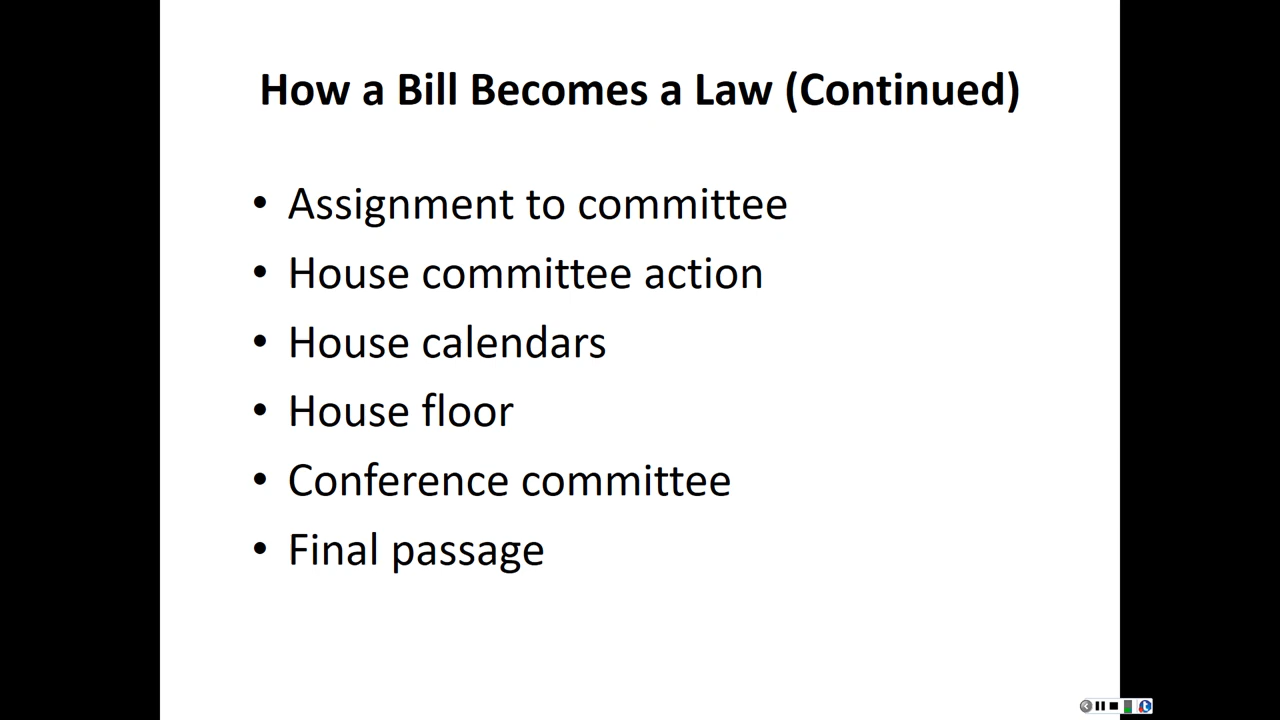 How a Bill Becomes a Law (Continued)
• Assignment to committee
• House committee action
• House calendars
• House floor
• Conference committee
• Final passage